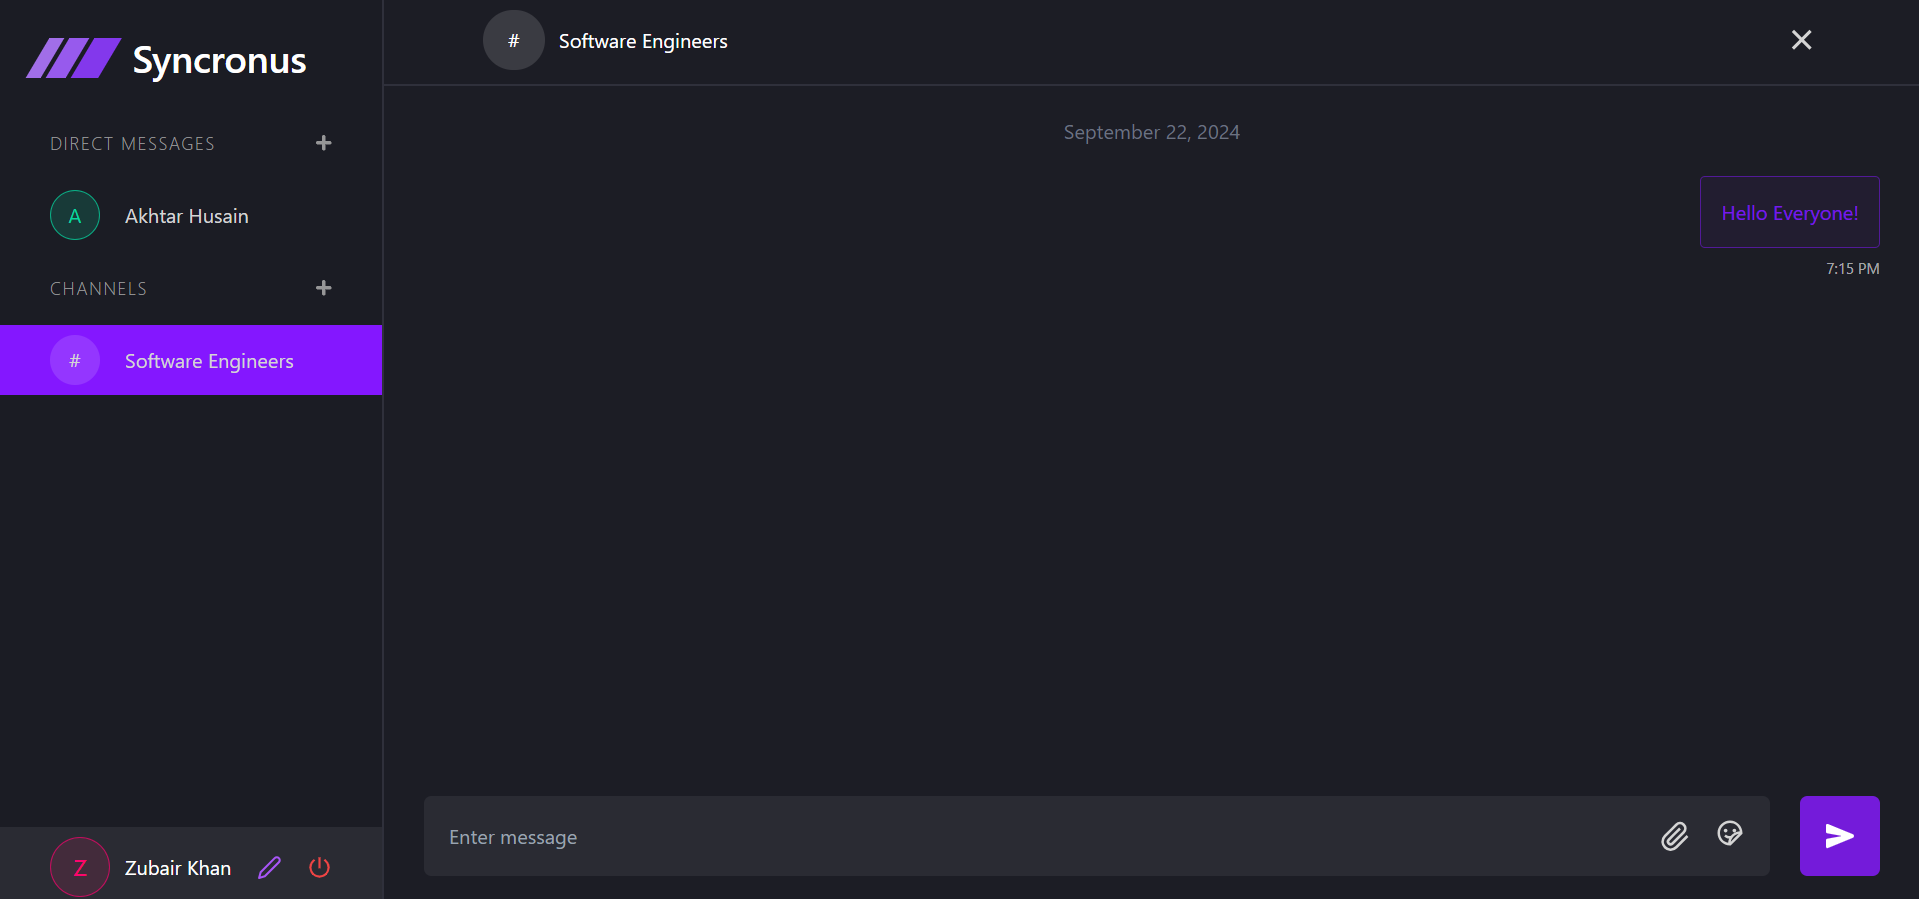 Syncronus
DIRECT MESSAGES
A Akhtar Husain
CHANNELS
# Software Engineers
Z Zubair Khan
# Software Engineers
September 22, 2024
Hello Everyone!
7:15 PM
Enter message